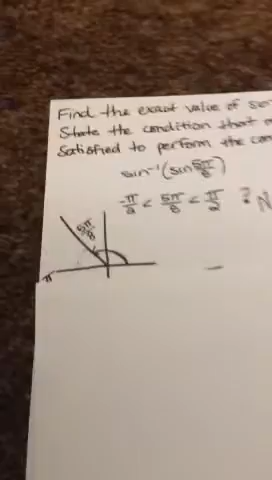 Find the exact value of
State the condition that
Satisfied to perform the
sin⁻¹(sin 5π/8)
-π/2 < 5π/8 < π/2 ? N
5π/8
π